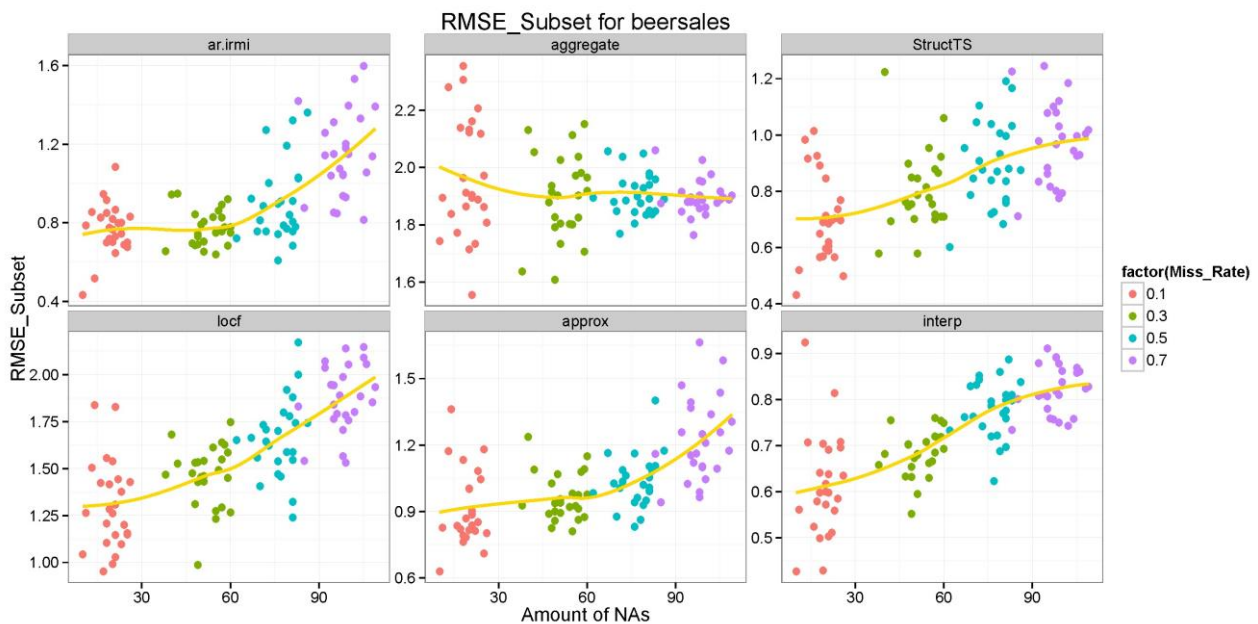 RMSE_Subset for beersales
ar.irmi
aggregate
StructTS
1.6
1.2
0.8
0.4
2.2
2.0
1.8
1.6
1.2
1.0
0.8
0.6
0.4
RMSE_Subset
locf
approx
interp
2.00
1.75
1.50
1.25
1.00
1.5
1.2
0.9
0.6
0.9
0.8
0.7
0.6
0.5
30 60 90 30 60 90 30 60 90
Amount of NAs
factor(Miss_Rate)
0.1
0.3
0.5
0.7